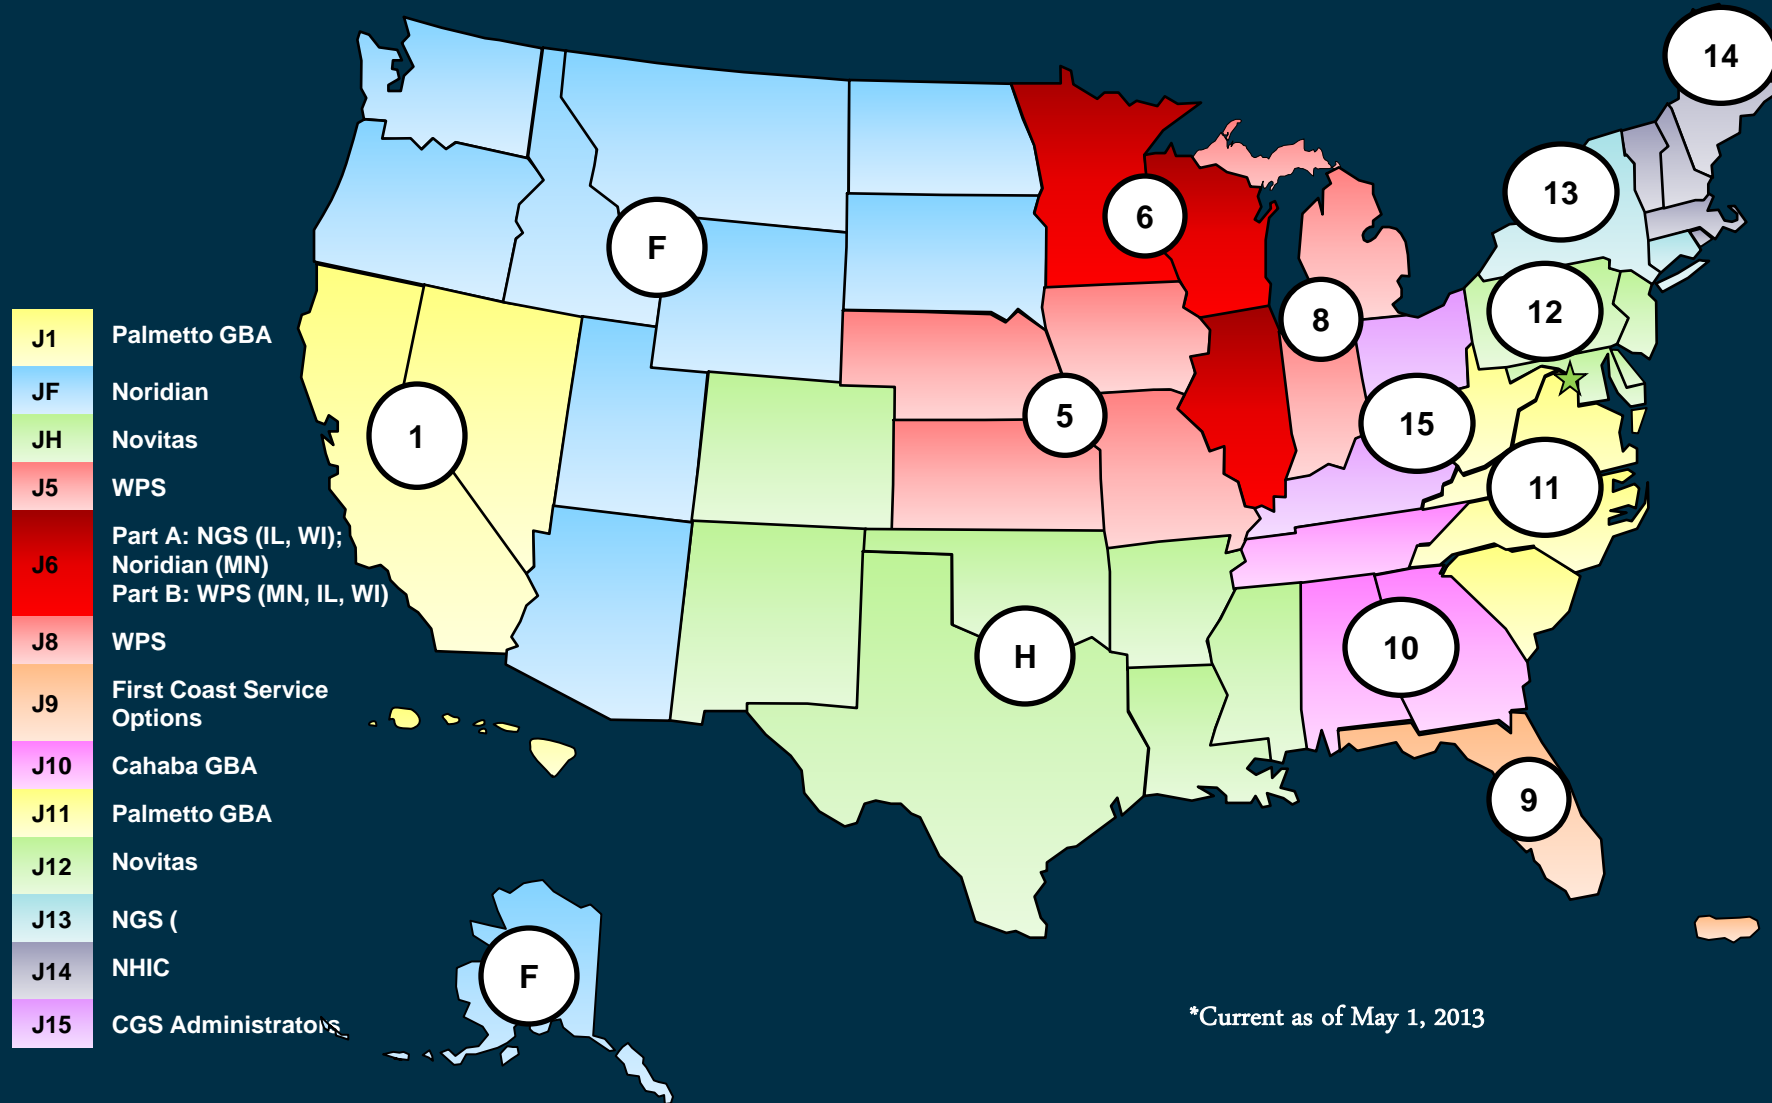 J1 Palmetto GBA
JF Noridian
JH Novitas
J5 WPS
J6 Part A: NGS (IL, WI);
Noridian (MN)
Part B: WPS (MN, IL, WI)
J8 WPS
J9 First Coast Service
Options
J10 Cahaba GBA
J11 Palmetto GBA
J12 Novitas
J13 NGS (
J14 NHIC
J15 CGS Administrators
14
13
6
F
12
8
5
15
1
11
H
10
9
F
*Current as of May 1, 2013